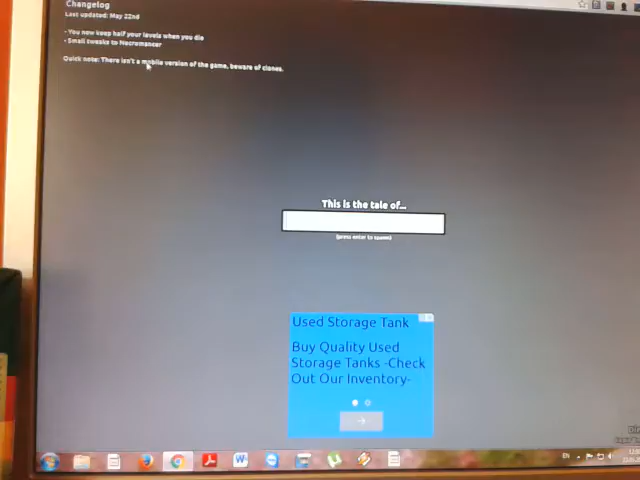 Changelog
Last updated: May 22nd
- You now keep half your levels when you die
- Small tweaks to Necromancer
Quick note: There isn't a mobile version of the game, beware of clones.
This is the tale of...
(press enter to spawn)
Used Storage Tank
Buy Quality Used
Storage Tanks -Check
Out Our Inventory-
EN